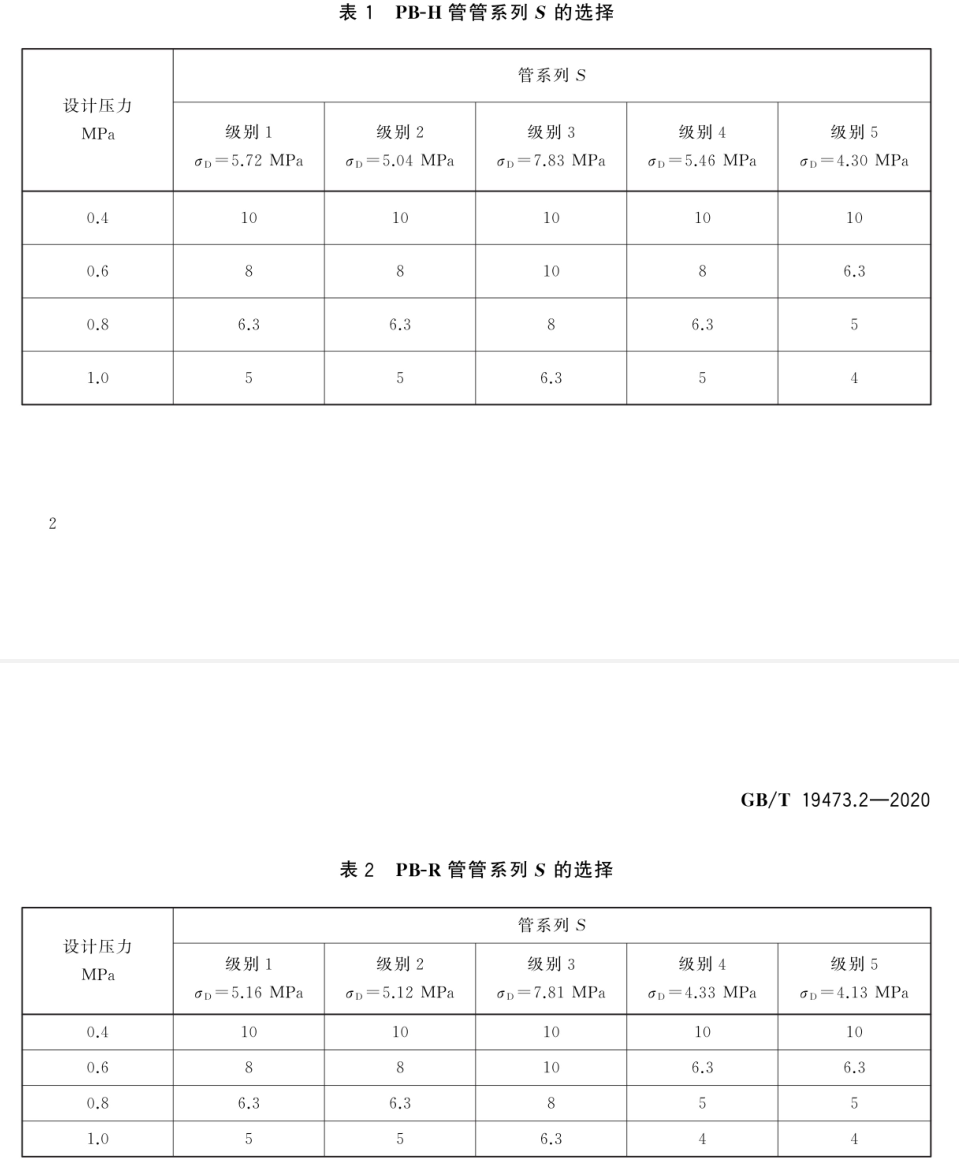 表 1 PB-H 管管系列 S 的选择
设计压力
MPa
管系列 S
级别 1
σD=5.72 MPa
级别 2
σD=5.04 MPa
级别 3
σD=7.83 MPa
级别 4
σD=5.46 MPa
级别 5
σD=4.30 MPa
0.4 10 10 10 10 10
0.6 8 8 10 8 6.3
0.8 6.3 6.3 8 6.3 5
1.0 5 5 6.3 5 4
2
GB/T 19473.2—2020
表 2 PB-R 管管系列 S 的选择
设计压力
MPa
管系列 S
级别 1
σD=5.16 MPa
级别 2
σD=5.12 MPa
级别 3
σD=7.81 MPa
级别 4
σD=4.33 MPa
级别 5
σD=4.13 MPa
0.4 10 10 10 10 10
0.6 8 8 10 6.3 6.3
0.8 6.3 6.3 8 5 5
1.0 5 5 6.3 4 4